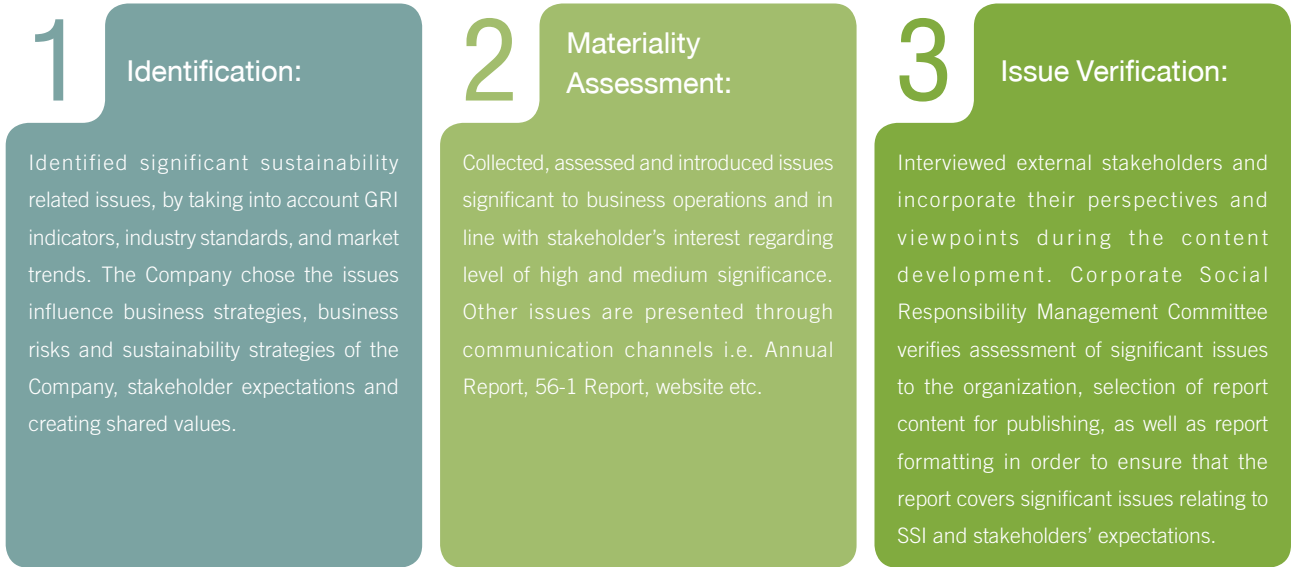 1
Identification:
Identified significant sustainability
related issues, by taking into account GRI
indicators, industry standards, and market
trends. The Company chose the issues
influence business strategies, business
risks and sustainability strategies of the
Company, stakeholder expectations and
creating shared values.
2
Materiality
Assessment:
Collected, assessed and introduced issues
significant to business operations and in
line with stakeholder’s interest regarding
level of high and medium significance.
Other issues are presented through
communication channels i.e. Annual
Report, 56-1 Report, website etc.
3
Issue Verification:
Interviewed external stakeholders and
incorporate their perspectives and
viewpoints during the content
development. Corporate Social
Responsibility Management Committee
verifies assessment of significant issues
to the organization, selection of report
content for publishing, as well as report
formatting in order to ensure that the
report covers significant issues relating to
SSI and stakeholders’ expectations.